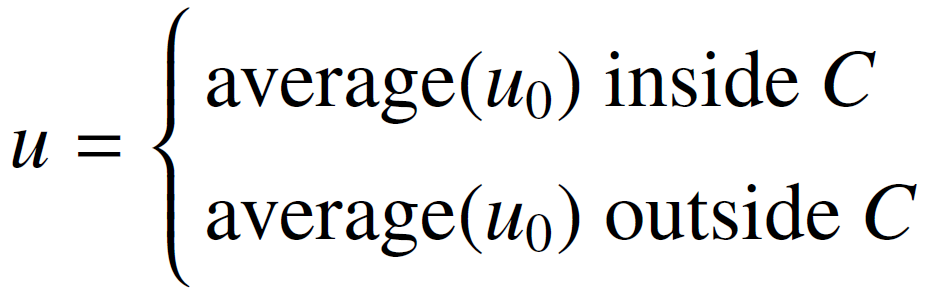 u = {
average(u₀) inside C
average(u₀) outside C